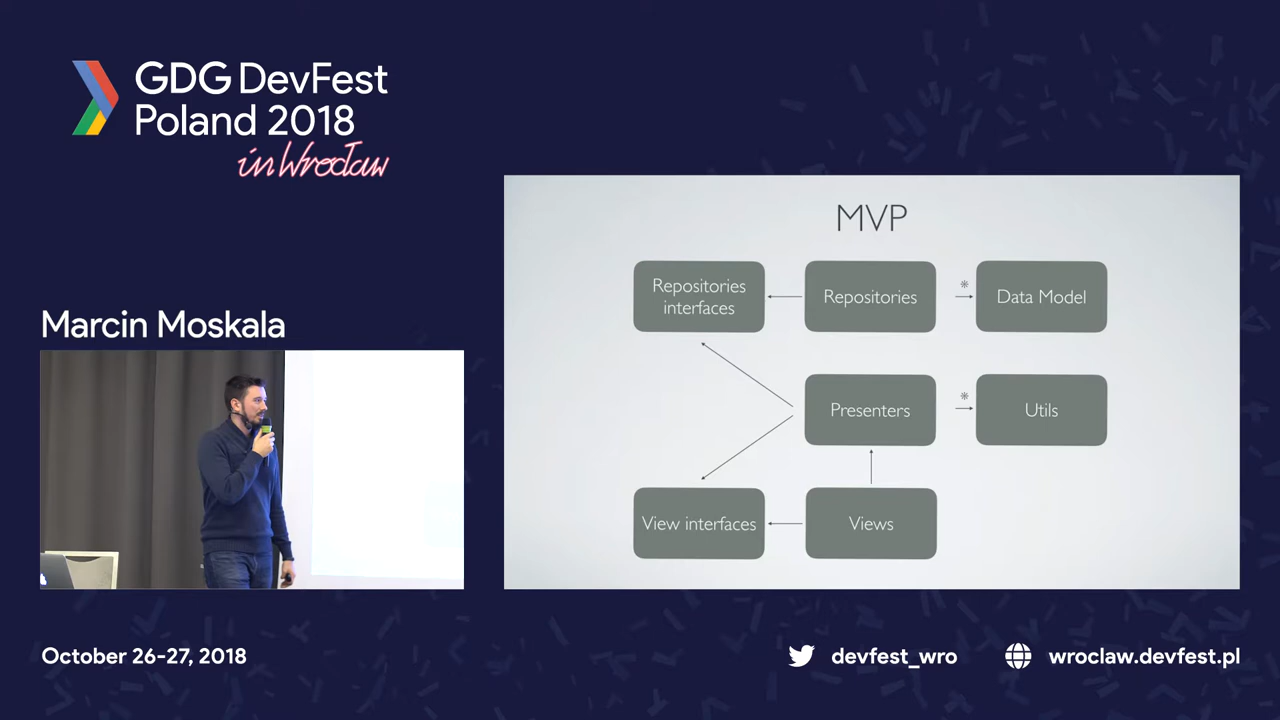 GDG DevFest
Poland 2018
in Wrocław
Marcin Moskala
MVP
Repositories
interfaces
Repositories
*
Data Model
Presenters
*
Utils
View interfaces
Views
October 26-27, 2018
devfest_wro
wroclaw.devfest.pl